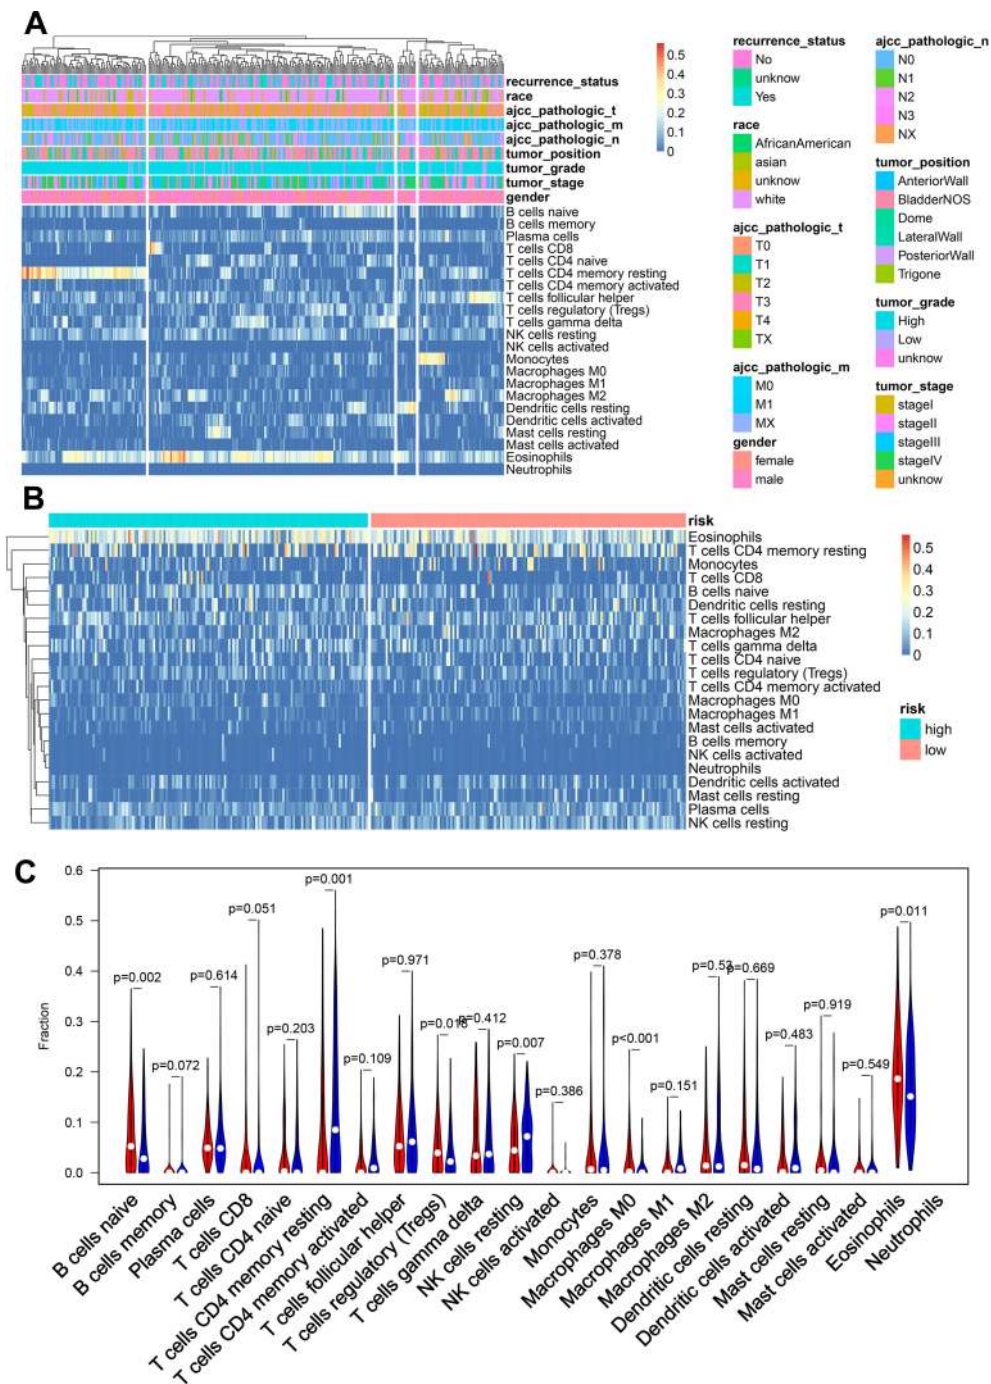 A
0.5
0.4
0.3
0.2
0.1
0
recurrence_status
race
ajcc_pathologic_t
ajcc_pathologic_m
ajcc_pathologic_n
tumor_position
tumor_grade
tumor_stage
gender
B cells naive
B cells memory
Plasma cells
T cells CD8
T cells CD4 naive
T cells CD4 memory resting
T cells CD4 memory activated
T cells follicular helper
T cells regulatory (Tregs)
T cells gamma delta
NK cells resting
NK cells activated
Monocytes
Macrophages M0
Macrophages M1
Macrophages M2
Dendritic cells resting
Dendritic cells activated
Mast cells resting
Mast cells activated
Eosinophils
Neutrophils
recurrence_status
No
unknow
Yes
race
AfricanAmerican
asian
unknow
white
ajcc_pathologic_t
T0
T1
T2
T3
T4
TX
ajcc_pathologic_m
M0
M1
MX
gender
female
male
ajcc_pathologic_n
N0
N1
N2
N3
NX
tumor_position
AnteriorWall
BladderNOS
Dome
LateralWall
PosteriorWall
Trigone
tumor_grade
High
Low
unknow
tumor_stage
stageI
stageII
stageIII
stageIV
unknow
B
risk
Eosinophils
T cells CD4 memory resting
Monocytes
T cells CD8
B cells naive
Dendritic cells resting
T cells follicular helper
Macrophages M2
T cells gamma delta
T cells CD4 naive
T cells regulatory (Tregs)
T cells CD4 memory activated
Macrophages M0
Macrophages M1
Mast cells activated
B cells memory
NK cells activated
Neutrophils
Dendritic cells activated
Mast cells resting
Plasma cells
NK cells resting
0.5
0.4
0.3
0.2
0.1
0
risk
high
low
C
Fraction
0.6
0.5
0.4
0.3
0.2
0.1
0.0
p=0.002
p=0.072
p=0.614
p=0.051
p=0.203
p=0.001
p=0.109
p=0.971
p=0.412
p=0.007
p=0.386
p=0.378
p<0.001
p=0.151
p=0.53
p=0.669
p=0.483
p=0.919
p=0.549
p=0.011
B cells naive
B cells memory
Plasma cells
T cells CD8
T cells CD4 naive
T cells CD4 memory resting
T cells CD4 memory activated
T cells follicular helper
T cells regulatory (Tregs)
T cells gamma delta
NK cells resting
NK cells activated
Monocytes
Macrophages M0
Macrophages M1
Macrophages M2
Dendritic cells resting
Dendritic cells activated
Mast cells resting
Mast cells activated
Eosinophils
Neutrophils